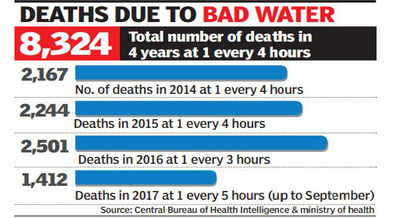 DEATHS DUE TO BAD WATER
8,324 Total number of deaths in
4 years at 1 every 4 hours
2,167
No. of deaths in 2014 at 1 every 4 hours
2,244
Deaths in 2015 at 1 every 4 hours
2,501
Deaths in 2016 at 1 every 3 hours
1,412
Deaths in 2017 at 1 every 5 hours (up to September)
Source: Central Bureau of Health Intelligence & ministry of health